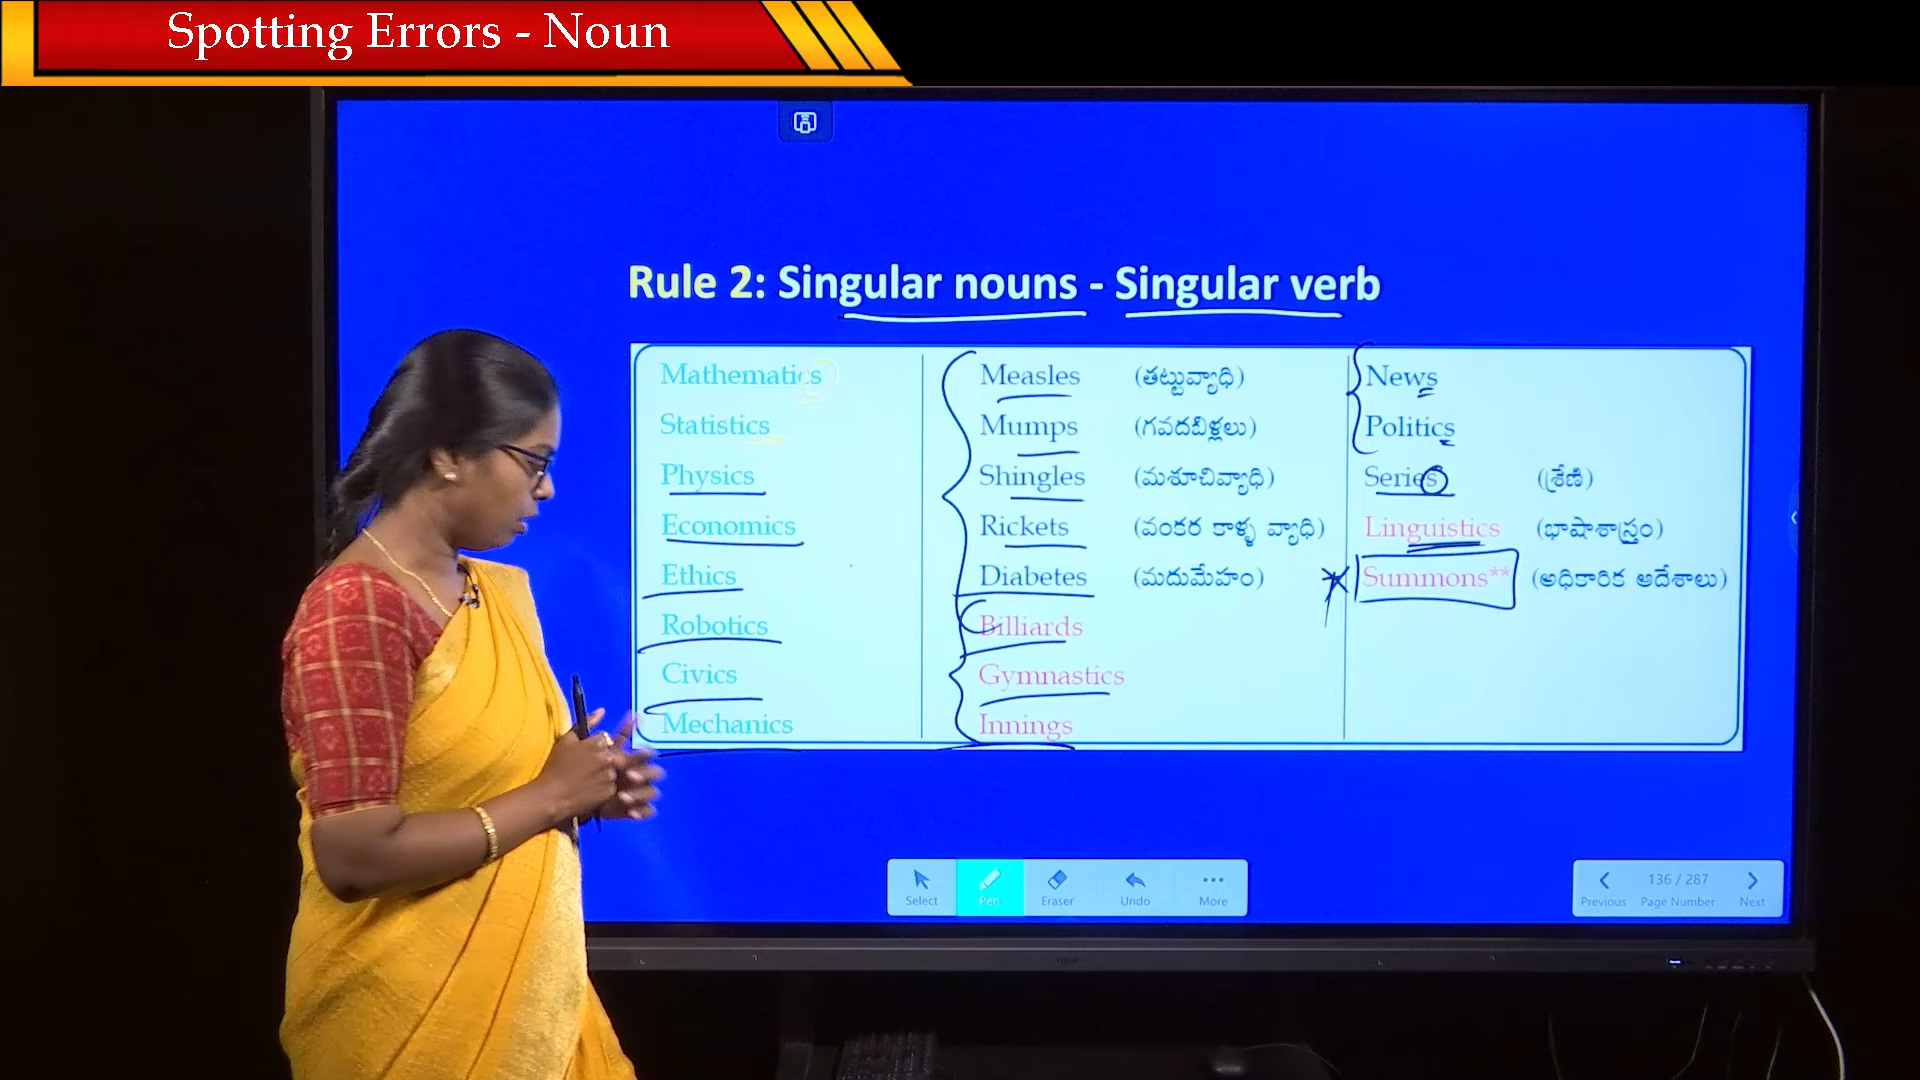 Spotting Errors - Noun
Rule 2: Singular nouns - Singular verb
Mathematics
Statistics
Physics
Economics
Ethics
Robotics
Civics
Mechanics
Measles (తట్టువ్యాధి)
Mumps (గవదబిళ్లలు)
Shingles (మశూచివ్యాధి)
Rickets (వంకర కాళ్ళ వ్యాధి)
Diabetes (మదుమేహం)
Billiards
Gymnastics
Innings
News
Politics
Series (శ్రేణి)
Linguistics (భాషాశాస్త్రం)
Summons** (అధికారిక అదేశాలు)
Select Pen Eraser Undo More
136 / 287
Previous Page Number Next